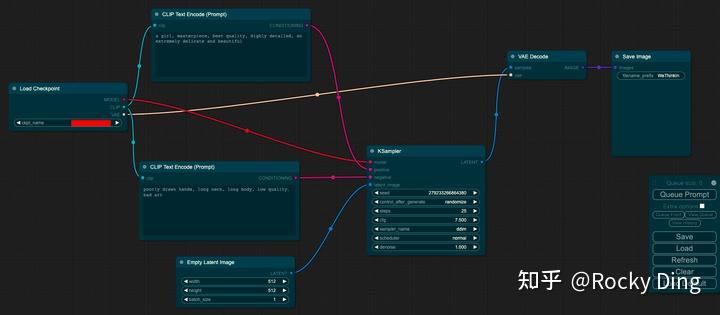 CLIP Text Encode (Prompt)
clip
CONDITIONING
a girl, masterpiece, best quality, highly detailed, so
extremely delicate and beautiful
Load Checkpoint
MODEL
CLIP
VAE
ckpt_name
CLIP Text Encode (Prompt)
clip
CONDITIONING
poorly drawn hands, long neck, long body, low quality,
bad art
Empty Latent Image
LATENT
width 512
height 512
batch_size 1
KSampler
model
positive
negative
latent_image
LATENT
seed 279233266864380
control_after_generate randomize
steps 25
cfg 7.500
sampler_name ddim
scheduler normal
denoise 1.000
VAE Decode
samples
vae
IMAGE
Save Image
images
filename_prefix WeThinkIn
Queue size: 0
Queue Prompt
Extra options
Queue Front View Queue
View History
Save
Load
Refresh
Clear
知乎 @Rocky Ding